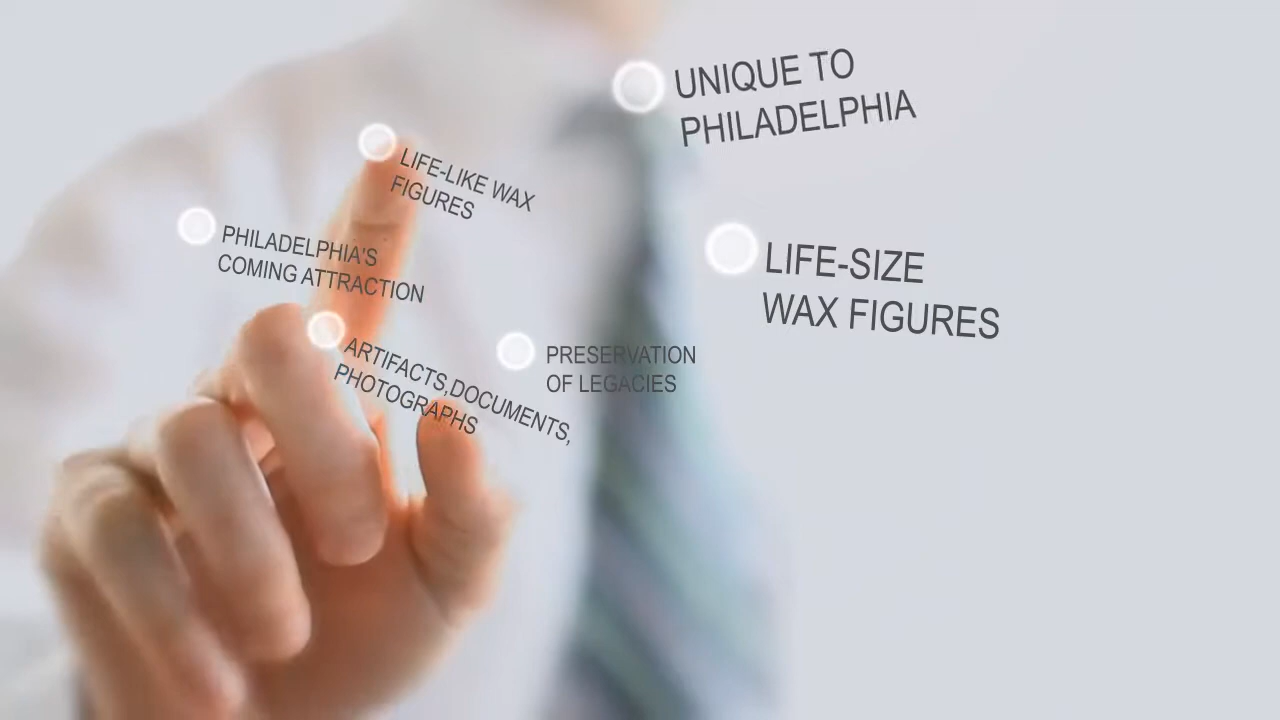 UNIQUE TO
PHILADELPHIA
LIFE-LIKE WAX
FIGURES
PHILADELPHIA'S
COMING ATTRACTION
LIFE-SIZE
WAX FIGURES
ARTIFACTS,DOCUMENTS,
PHOTOGRAPHS
PRESERVATION
OF LEGACIES